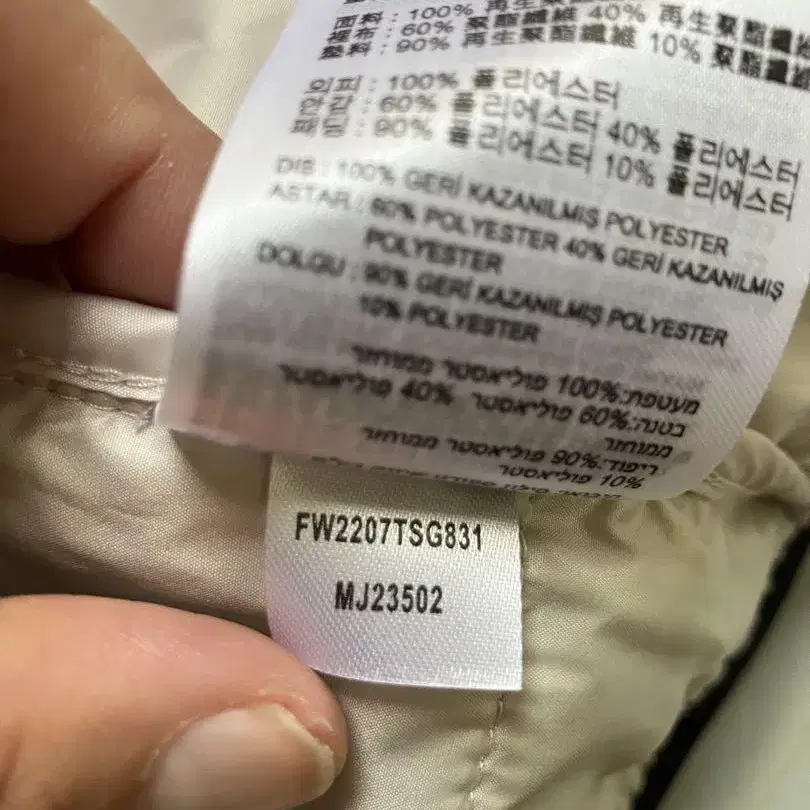 面料：100% 再生聚酯纖維
裡布：60% 聚酯纖維 40% 再生聚酯纖維
墊料：90% 再生聚酯纖維 10% 聚酯纖維
외피 : 100% 폴리에스터
안감 : 60% 폴리에스터 40% 폴리에스터
패딩 : 90% 폴리에스터 10% 폴리에스터
DIS : 100% GERİ KAZANILMIŞ POLYESTER
ASTAR : 60% POLYESTER 40% GERİ KAZANILMIŞ
POLYESTER
DOLGU : 90% GERİ KAZANILMIŞ POLYESTER
10% POLYESTER
מעטפת:100% פוליאסטר ממוחזר
בטנה:60% פוליאסטר 40% פוליאסטר
ממוחזר
ריפוד:90% פוליאסטר ממוחזר
10% פוליאסטר
FW2207TSG831
MJ23502